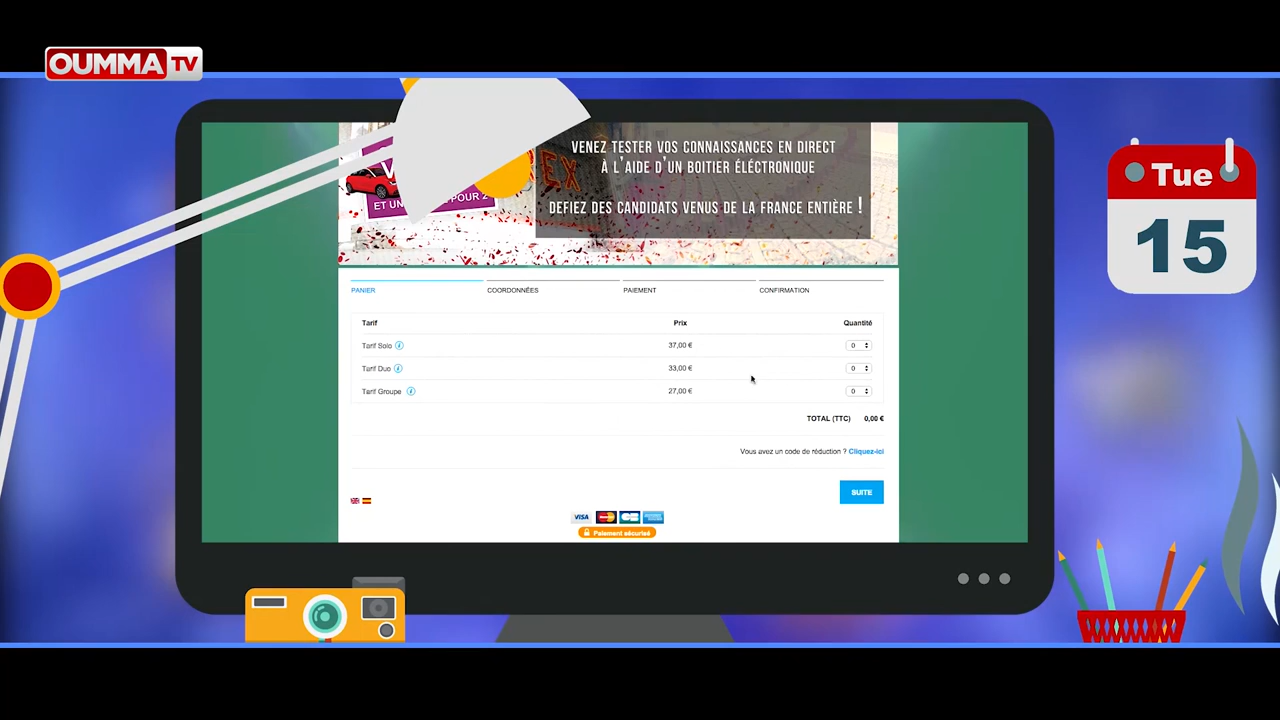 OUMMA TV
Tue
15
VENEZ TESTER VOS CONNAISSANCES EN DIRECT
À L'AIDE D'UN BOITIER ÉLÉCTRONIQUE
DEFIEZ DES CANDIDATS VENUS DE LA FRANCE ENTIÈRE !
ET UN POUR 2
PANIER COORDONNÉES PAIEMENT CONFIRMATION
Tarif Prix Quantité
Tarif Solo i 37,00 € 0
Tarif Duo i 33,00 € 0
Tarif Groupe i 27,00 € 0
TOTAL (TTC) 0,00 €
Vous avez un code de réduction ? Cliquez-ici
SUITE
VISA
Paiement sécurisé